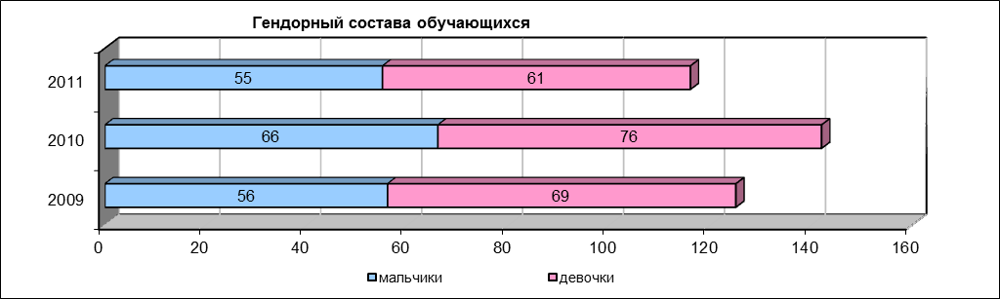 Гендорный состава обучающихся
2011 55 61
2010 66 76
2009 56 69
0 20 40 60 80 100 120 140 160
мальчики девочки